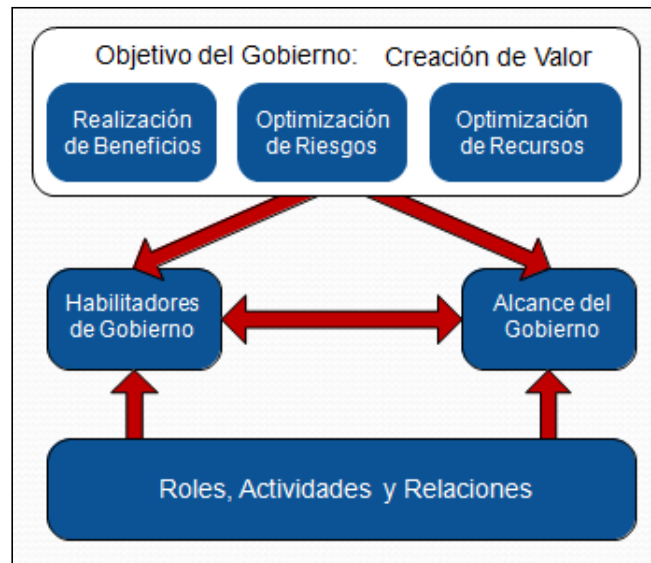 Objetivo del Gobierno: Creación de Valor
Realización
de Beneficios
Optimización
de Riesgos
Optimización
de Recursos
Habilitadores
de Gobierno
Alcance del
Gobierno
Roles, Actividades y Relaciones